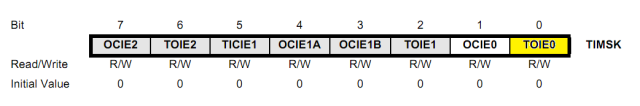 Bit 7 6 5 4 3 2 1 0
OCIE2 TOIE2 TICIE1 OCIE1A OCIE1B TOIE1 OCIE0 TOIE0 TIMSK
Read/Write R/W R/W R/W R/W R/W R/W R/W R/W
Initial Value 0 0 0 0 0 0 0 0